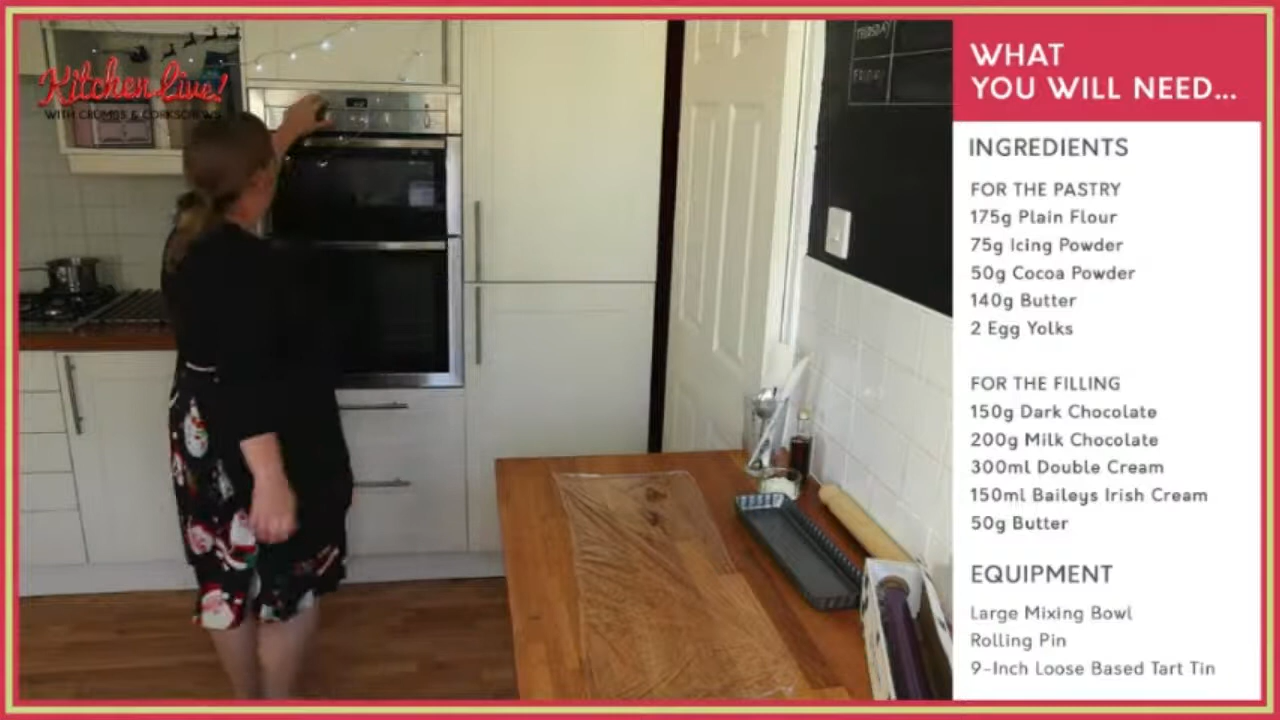 Kitchen Live!
WITH CRUMBS & CORKSCREWS
THURSDAY
FRIDAY
WHAT
YOU WILL NEED...
INGREDIENTS
FOR THE PASTRY
175g Plain Flour
75g Icing Powder
50g Cocoa Powder
140g Butter
2 Egg Yolks
FOR THE FILLING
150g Dark Chocolate
200g Milk Chocolate
300ml Double Cream
150ml Baileys Irish Cream
50g Butter
EQUIPMENT
Large Mixing Bowl
Rolling Pin
9-Inch Loose Based Tart Tin